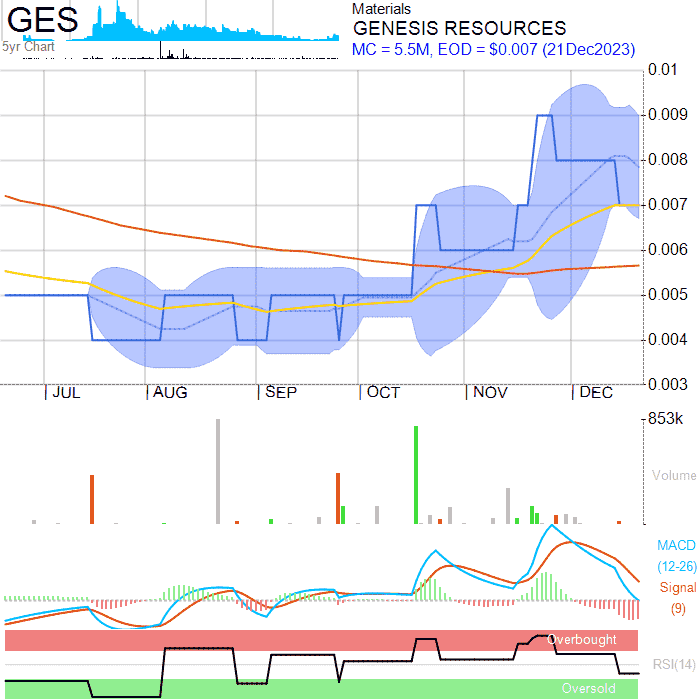 GES
5yr Chart
Materials
GENESIS RESOURCES
MC = 5.5M, EOD = $0.007 (21Dec2023)
0.01
0.009
0.008
0.007
0.006
0.005
0.004
0.003
JUL AUG SEP OCT NOV DEC
853k
Volume
MACD
(12-26)
Signal
(9)
Overbought
RSI(14)
Oversold